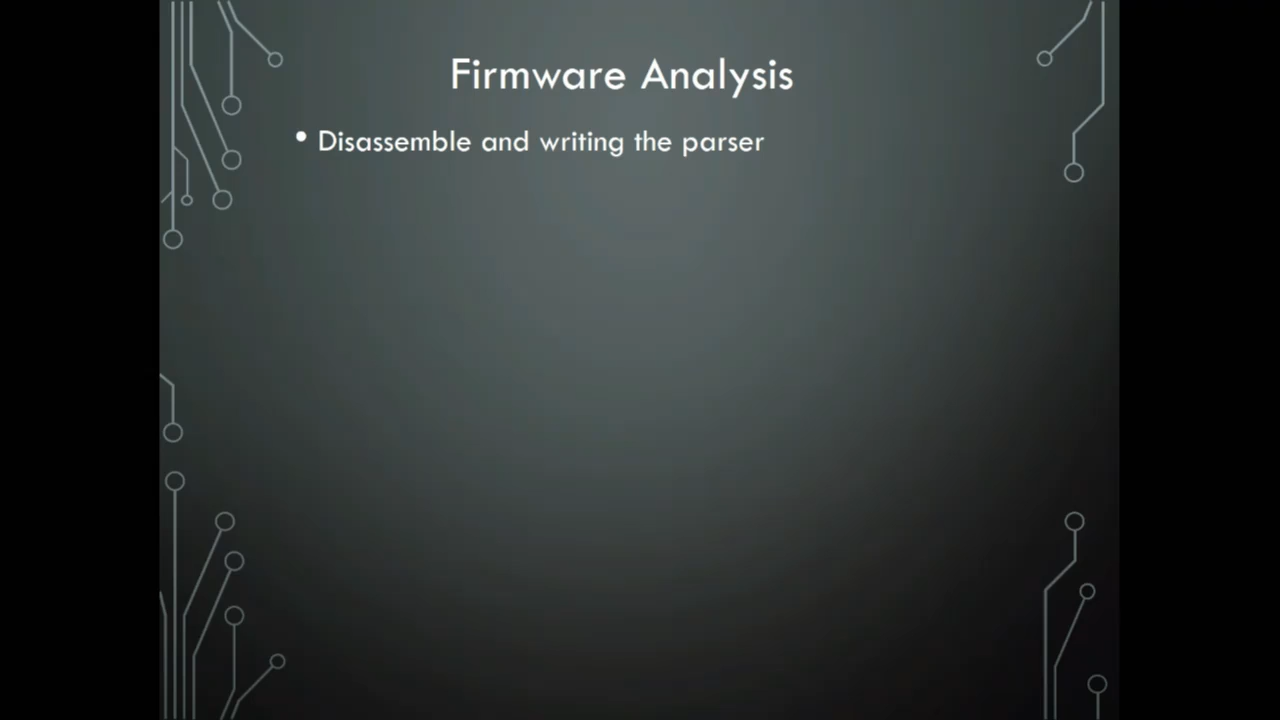 Firmware Analysis
• Disassemble and writing the parser